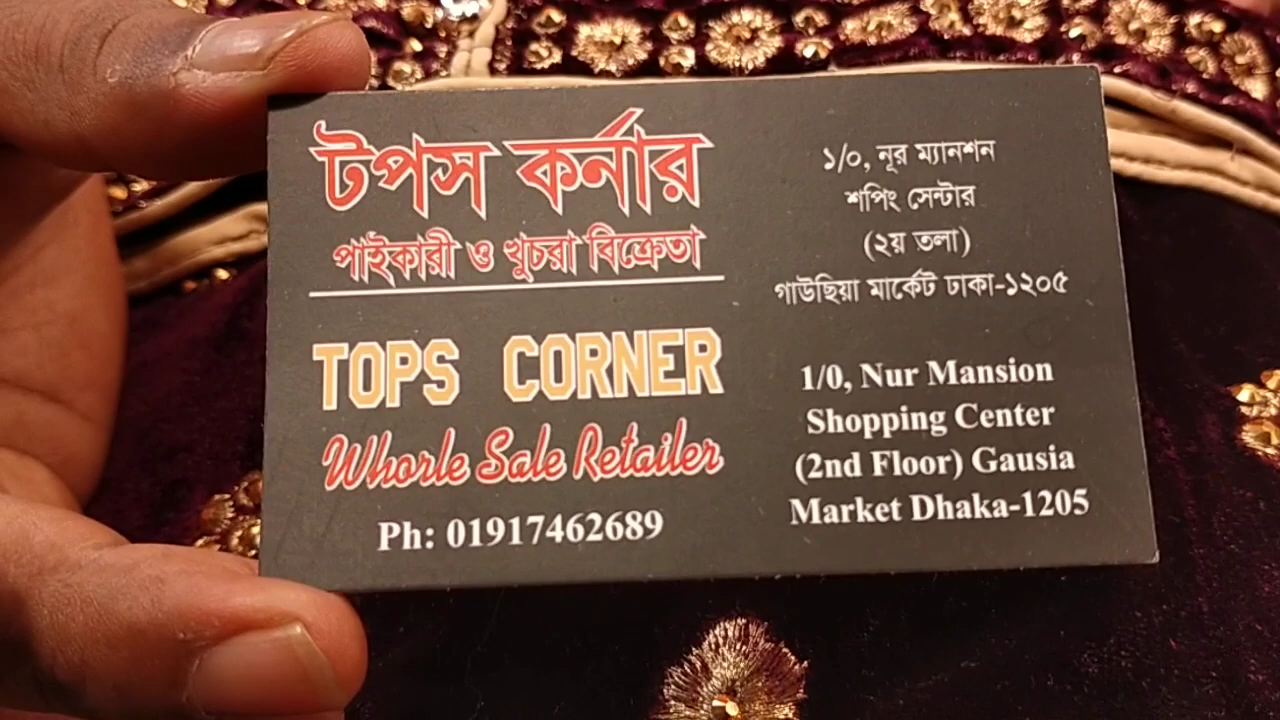 টপস কর্নার
পাইকারী ও খুচরা বিক্রেতা
TOPS CORNER
Whorle Sale Retailer
Ph: 01917462689
১/০, নূর ম্যানশন
শপিং সেন্টার
(২য় তলা)
গাউছিয়া মার্কেট ঢাকা-১২০৫
1/0, Nur Mansion
Shopping Center
(2nd Floor) Gausia
Market Dhaka-1205